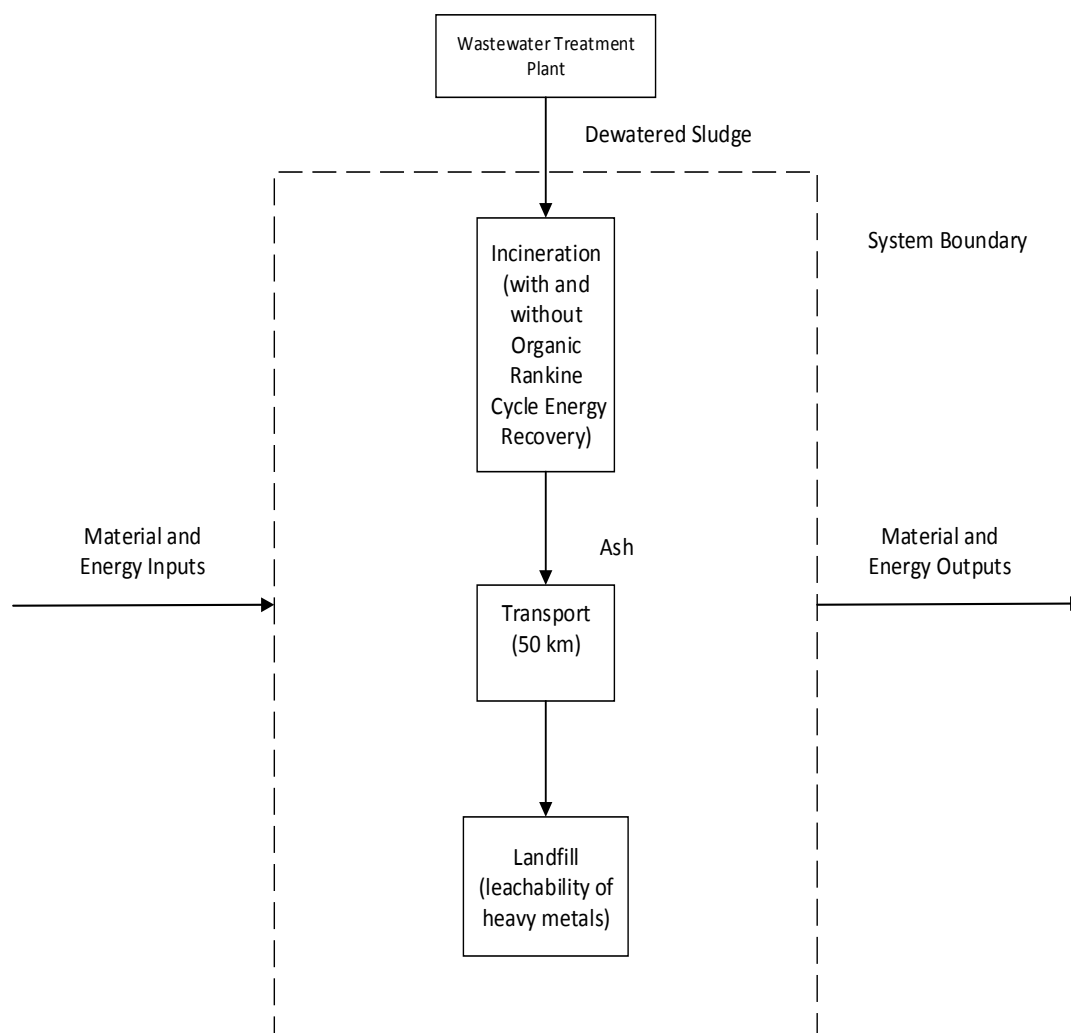 Wastewater Treatment
Plant
Dewatered Sludge
System Boundary
Incineration
(with and
without
Organic
Rankine
Cycle Energy
Recovery)
Material and
Energy Inputs
Ash
Material and
Energy Outputs
Transport
(50 km)
Landfill
(leachability of
heavy metals)